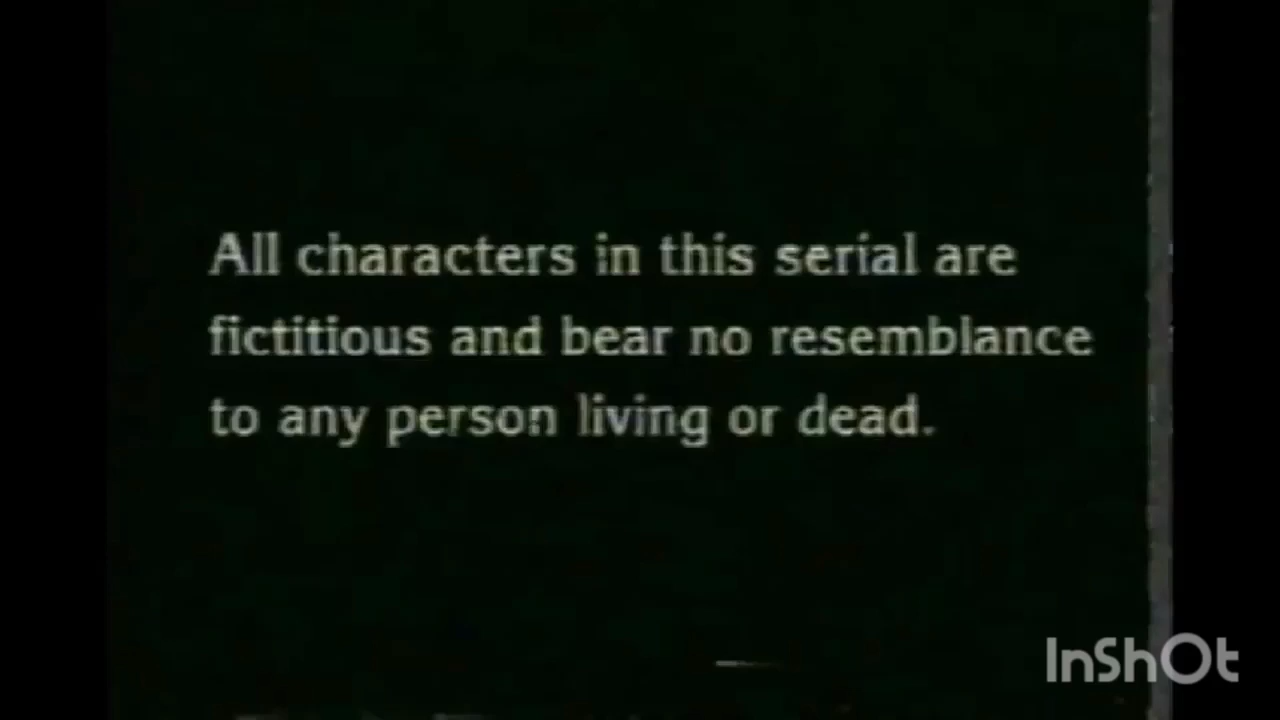 All characters in this serial are
fictitious and bear no resemblance
to any person living or dead.
InShOt